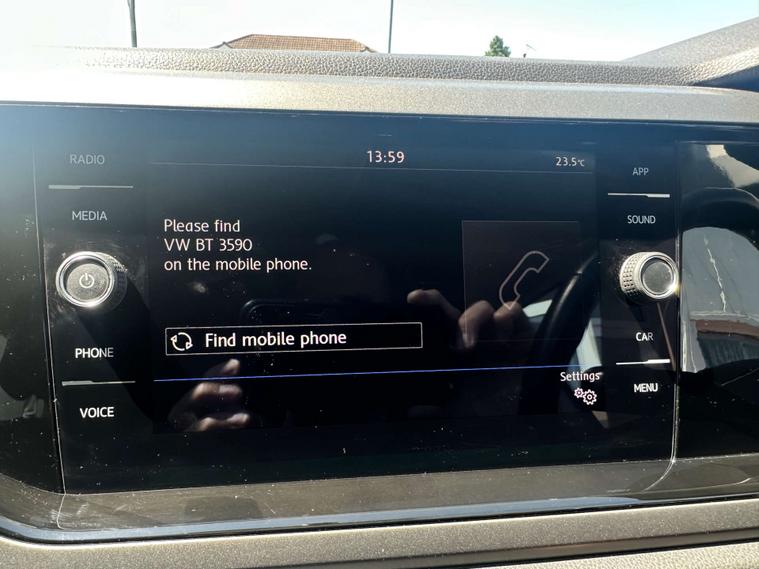 RADIO
13:59
23.5°C
APP
MEDIA
SOUND
Please find
VW BT 3590
on the mobile phone.
Find mobile phone
CAR
PHONE
Settings
MENU
VOICE